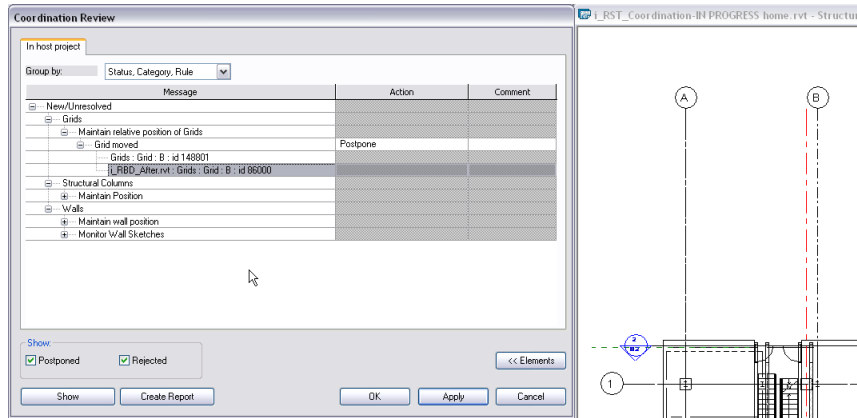 Coordination Review
In host project
Group by: Status, Category, Rule
Message Action Comment
New/Unresolved
Grids
Maintain relative position of Grids
Grid moved Postpone
Grids : Grid : B : id 148801
i_RBD_After.rvt : Grids : Grid : B : id 86000
Structural Columns
Maintain Position
Walls
Maintain wall position
Monitor Wall Sketches
Show:
Postponed Rejected
<< Elements
Show Create Report OK Apply Cancel
i_RST_Coordination-IN PROGRESS home.rvt - Structu
A B
2
1